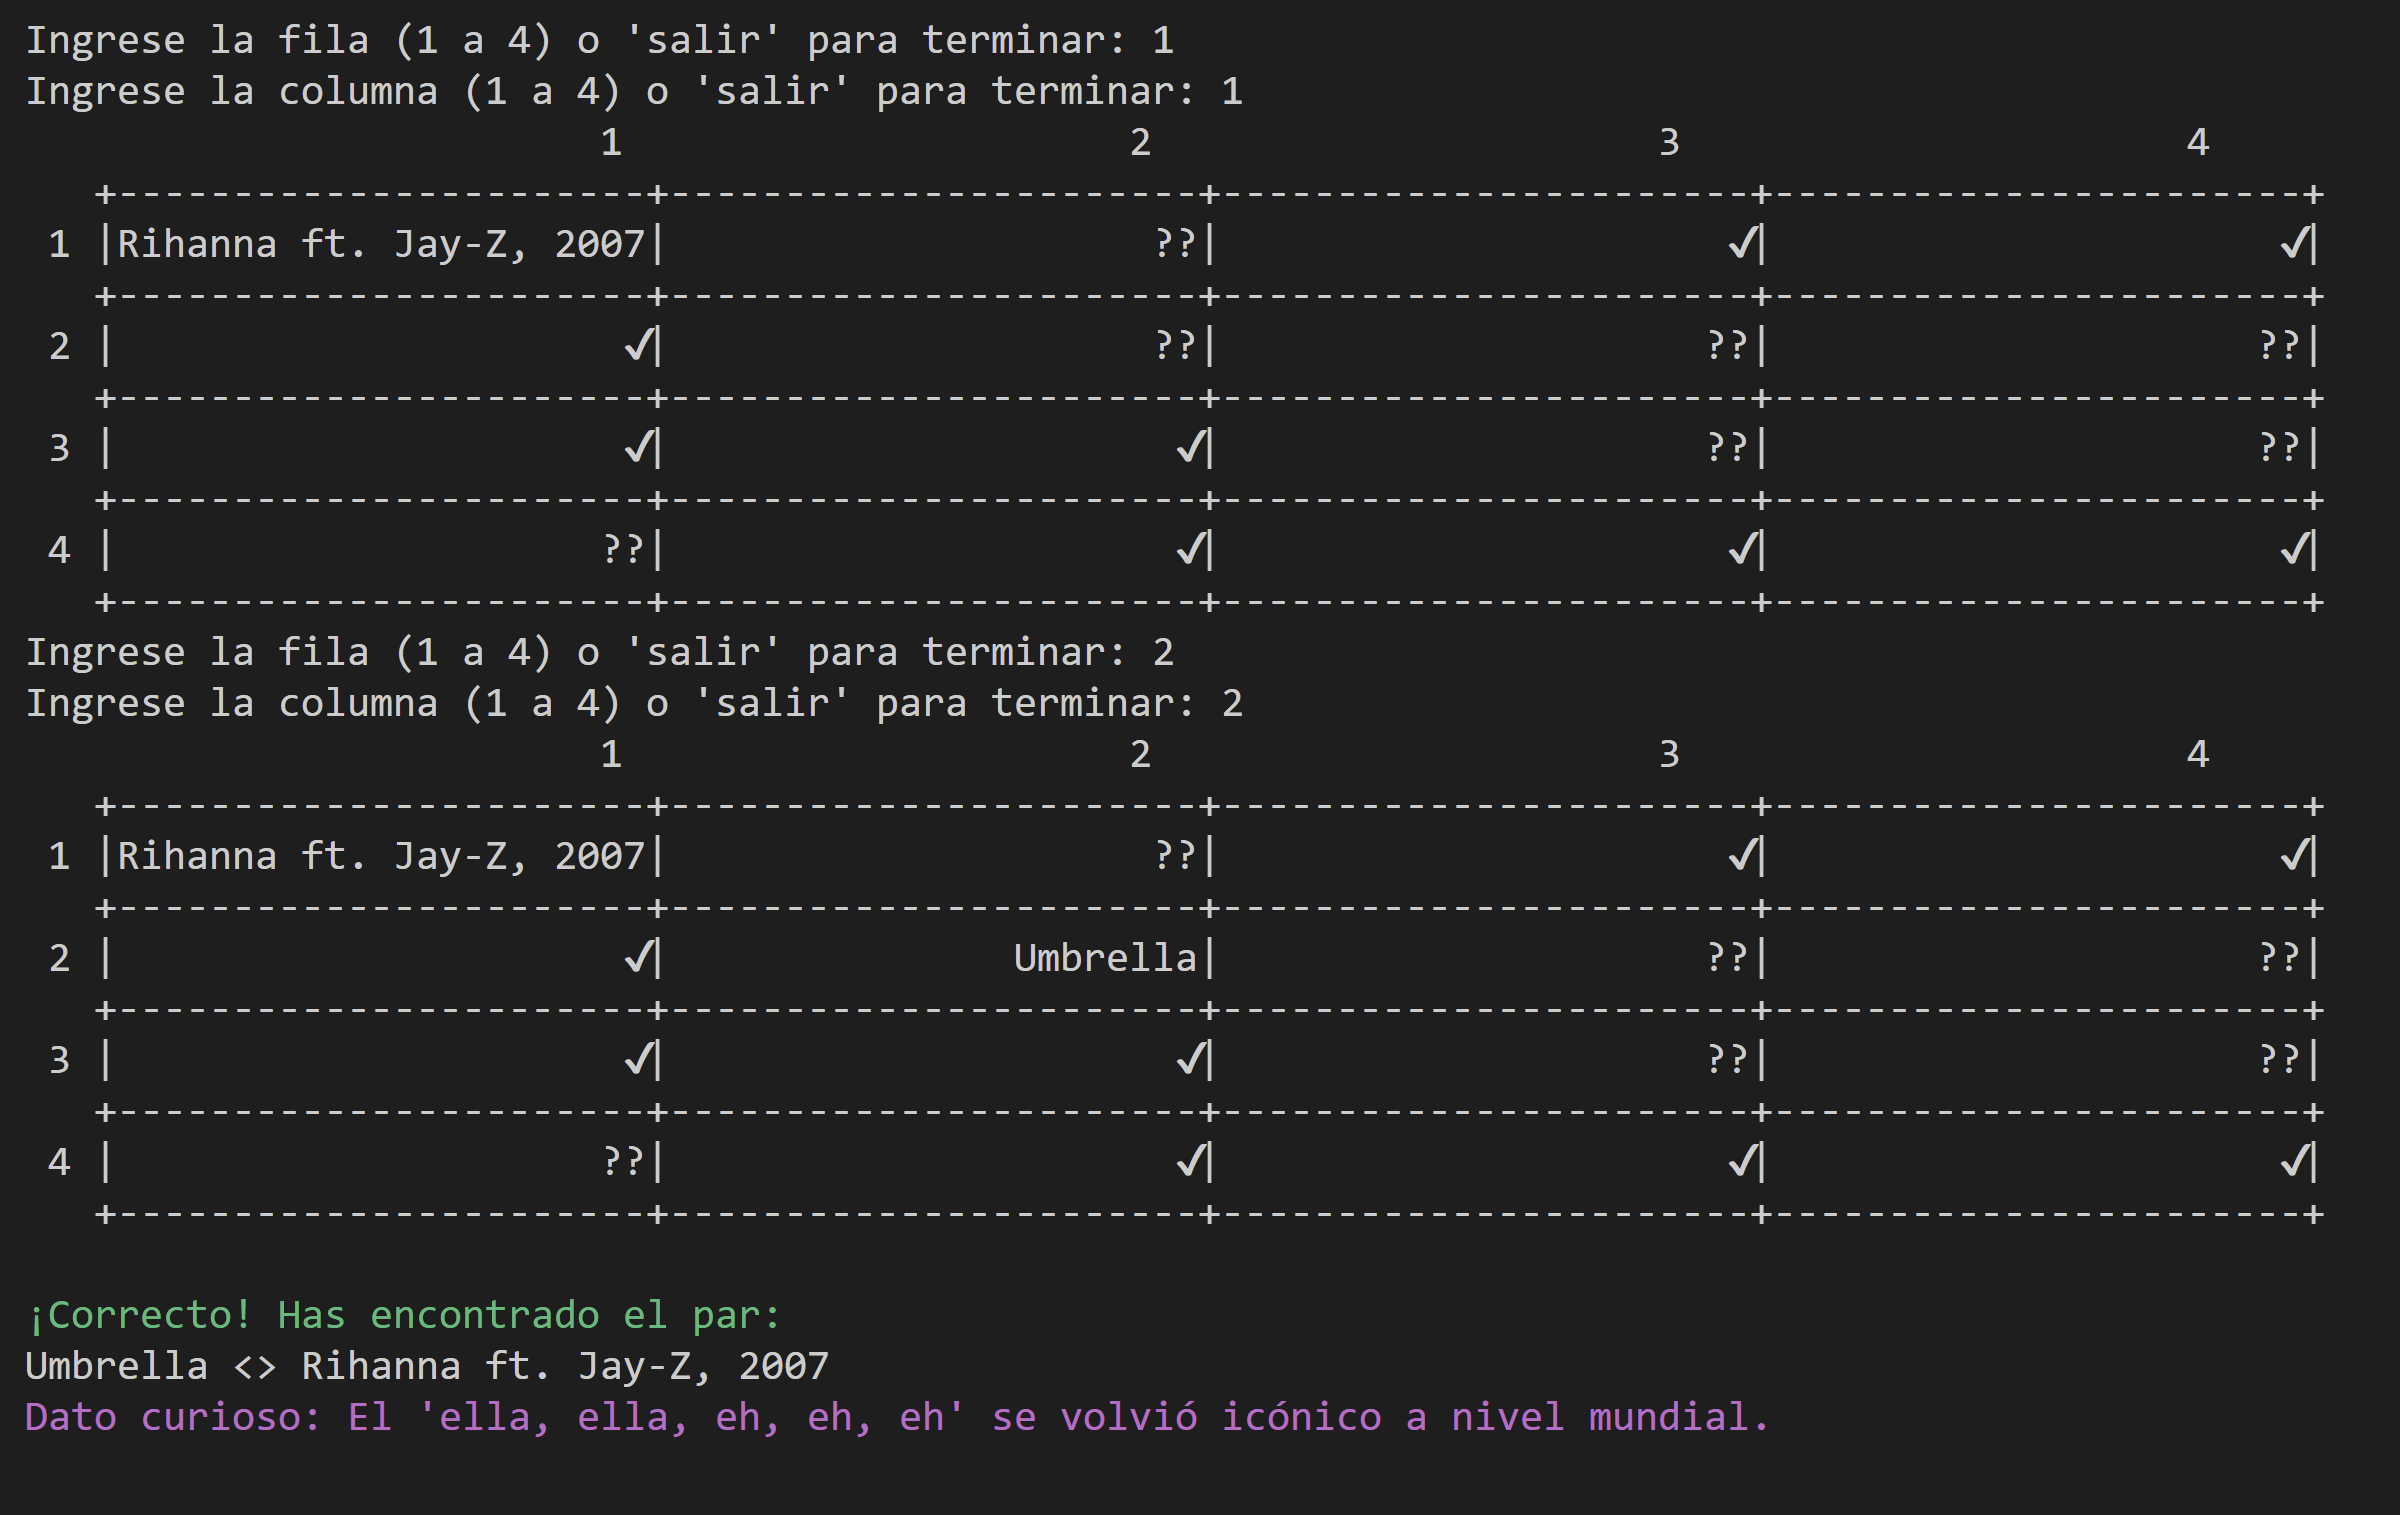 Ingrese la fila (1 a 4) o 'salir' para terminar: 1
Ingrese la columna (1 a 4) o 'salir' para terminar: 1
                         1                      2                      3                      4
   +-----------------------+-----------------------+-----------------------+-----------------------+
 1 |Rihanna ft. Jay-Z, 2007|                     ??|                      ✓|                      ✓|
   +-----------------------+-----------------------+-----------------------+-----------------------+
 2 |                      ✓|                     ??|                     ??|                     ??|
   +-----------------------+-----------------------+-----------------------+-----------------------+
 3 |                      ✓|                      ✓|                     ??|                     ??|
   +-----------------------+-----------------------+-----------------------+-----------------------+
 4 |                     ??|                      ✓|                      ✓|                      ✓|
   +-----------------------+-----------------------+-----------------------+-----------------------+
Ingrese la fila (1 a 4) o 'salir' para terminar: 2
Ingrese la columna (1 a 4) o 'salir' para terminar: 2
                         1                      2                      3                      4
   +-----------------------+-----------------------+-----------------------+-----------------------+
 1 |Rihanna ft. Jay-Z, 2007|                     ??|                      ✓|                      ✓|
   +-----------------------+-----------------------+-----------------------+-----------------------+
 2 |                      ✓|               Umbrella|                     ??|                     ??|
   +-----------------------+-----------------------+-----------------------+-----------------------+
 3 |                      ✓|                      ✓|                     ??|                     ??|
   +-----------------------+-----------------------+-----------------------+-----------------------+
 4 |                     ??|                      ✓|                      ✓|                      ✓|
   +-----------------------+-----------------------+-----------------------+-----------------------+
¡Correcto! Has encontrado el par:
Umbrella <> Rihanna ft. Jay-Z, 2007
Dato curioso: El 'ella, ella, eh, eh, eh' se volvió icónico a nivel mundial.